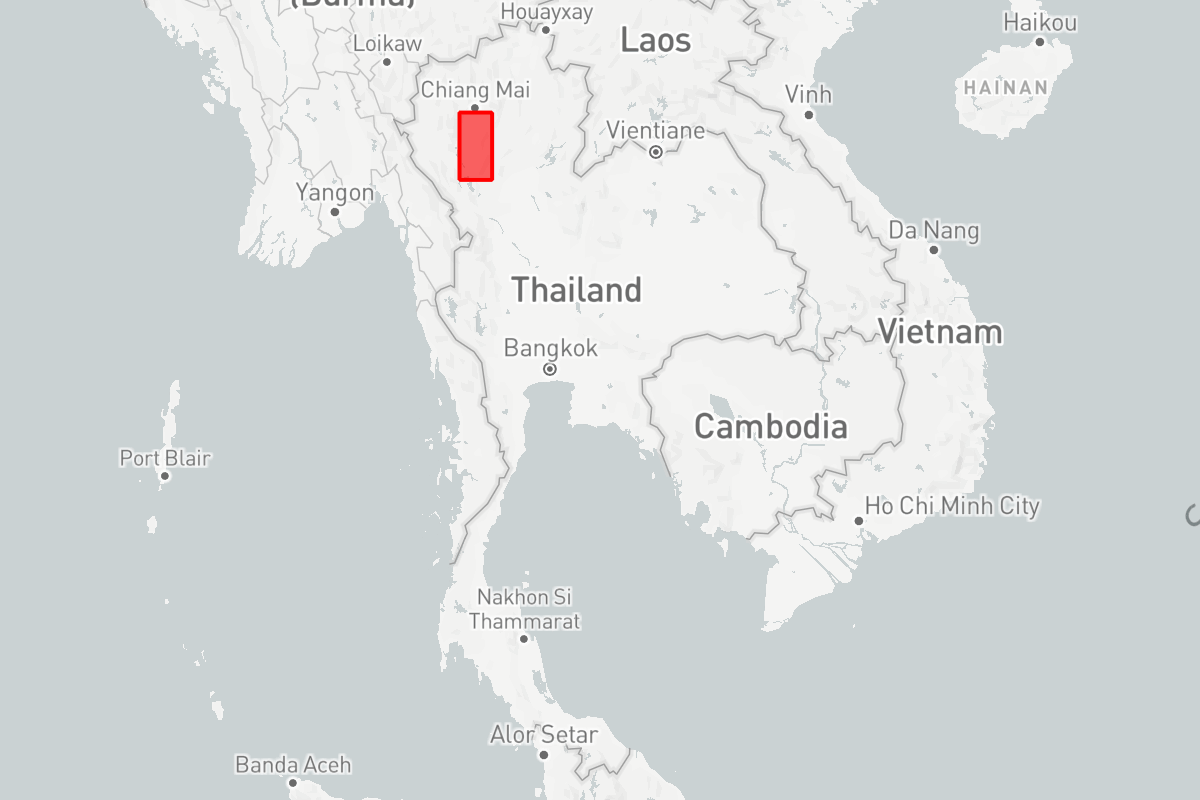 (Burma)
Houayxay
Haikou
Loikaw
Laos
Chiang Mai
HAINAN
Vinh
Vientiane
Yangon
Da Nang
Thailand
Vietnam
Bangkok
Cambodia
Port Blair
Ho Chi Minh City
Nakhon Si
Thammarat
Alor Setar
Banda Aceh